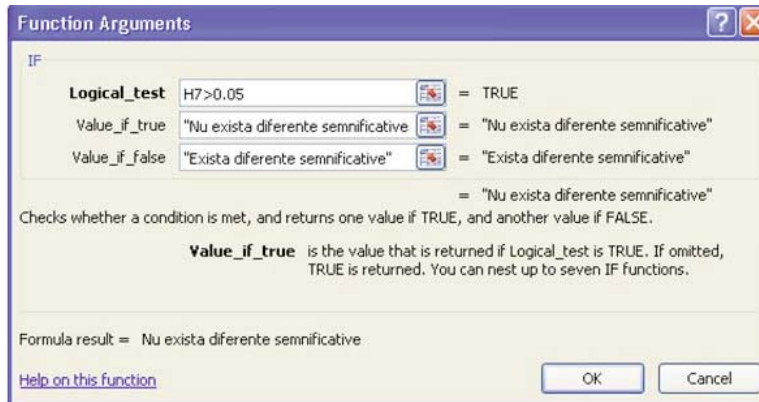 Function Arguments
IF
Logical_test H7>0.05 = TRUE
Value_if_true "Nu exista diferente semnificative = "Nu exista diferente semnificative"
Value_if_false "Exista diferente semnificative" = "Exista diferente semnificative"
= "Nu exista diferente semnificative"
Checks whether a condition is met, and returns one value if TRUE, and another value if FALSE.
Value_if_true is the value that is returned if Logical_test is TRUE. If omitted,
TRUE is returned. You can nest up to seven IF functions.
Formula result = Nu exista diferente semnificative
Help on this function OK Cancel